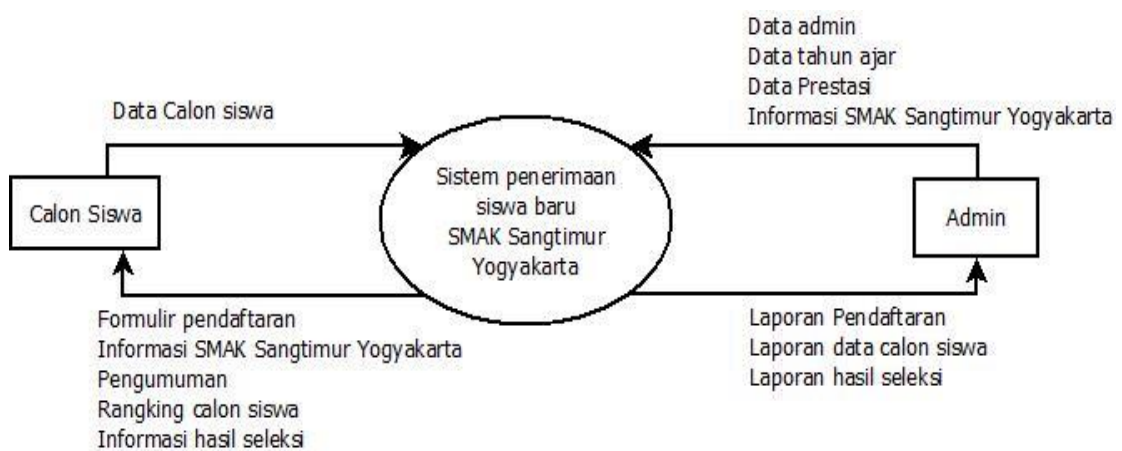 Data admin
Data tahun ajar
Data Prestasi
Informasi SMAK Sangtimur Yogyakarta
Data Calon siswa
Calon Siswa
Sistem penerimaan
siswa baru
SMAK Sangtimur
Yogyakarta
Admin
Formulir pendaftaran
Informasi SMAK Sangtimur Yogyakarta
Pengumuman
Rangking calon siswa
Informasi hasil seleksi
Laporan Pendaftaran
Laporan data calon siswa
Laporan hasil seleksi